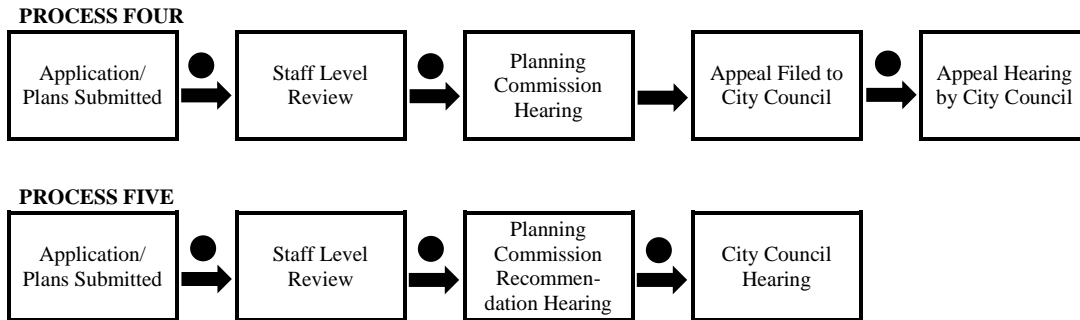 PROCESS FOUR
Application/
Plans Submitted
Staff Level
Review
Planning
Commission
Hearing
Appeal Filed to
City Council
Appeal Hearing
by City Council
PROCESS FIVE
Application/
Plans Submitted
Staff Level
Review
Planning
Commission
Recommen-
dation Hearing
City Council
Hearing